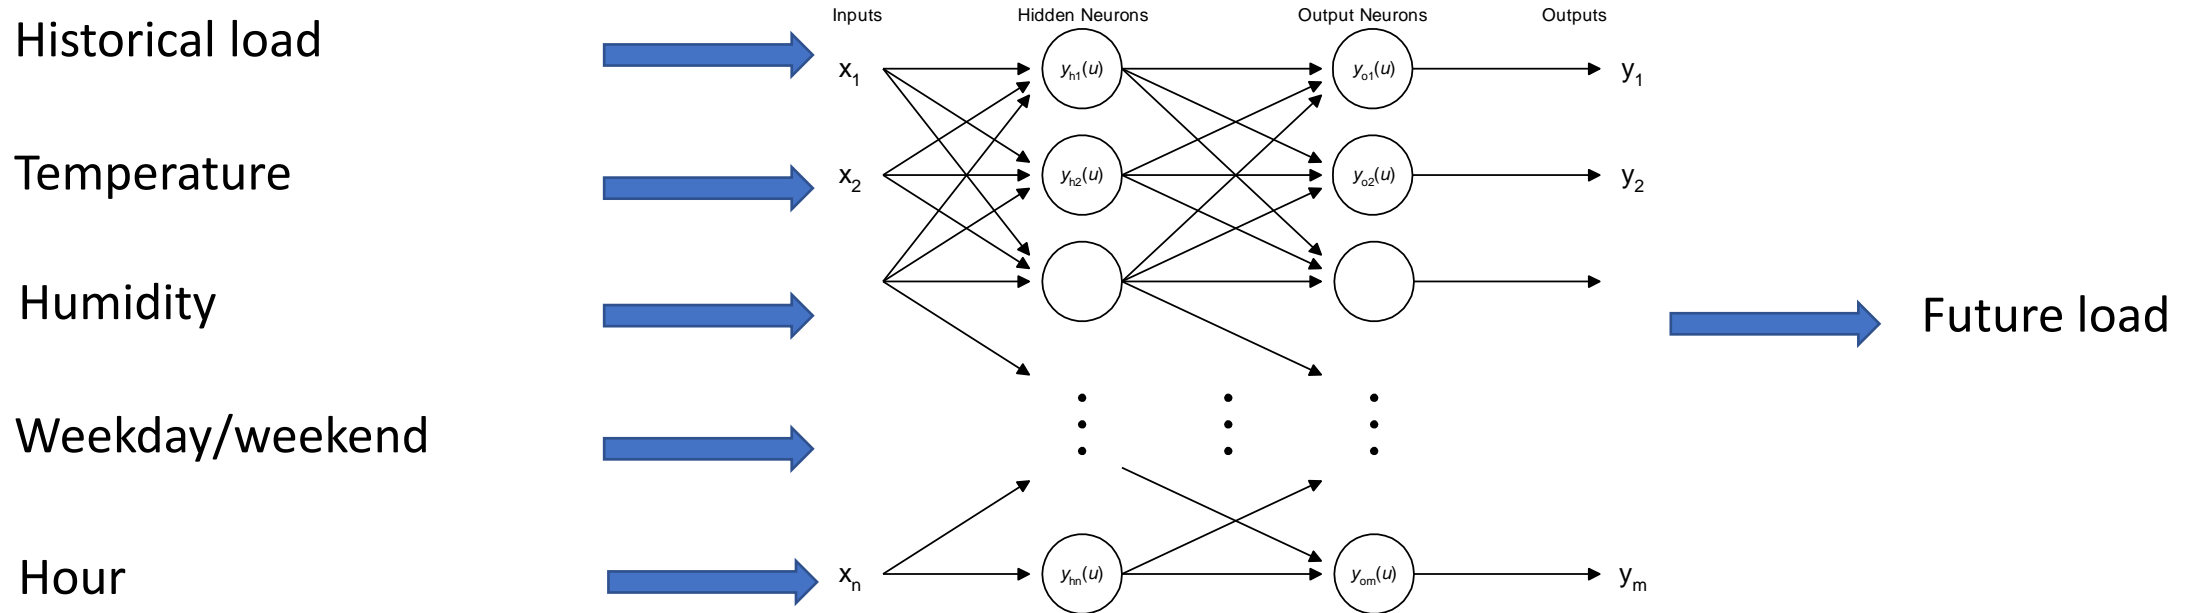 Inputs Hidden Neurons Output Neurons Outputs
Historical load
x1 yh1(u) yo1(u) y1
Temperature
x2 yh2(u) yo2(u) y2
Humidity
Future load
Weekday/weekend
Hour
xn yhn(u) yom(u) ym